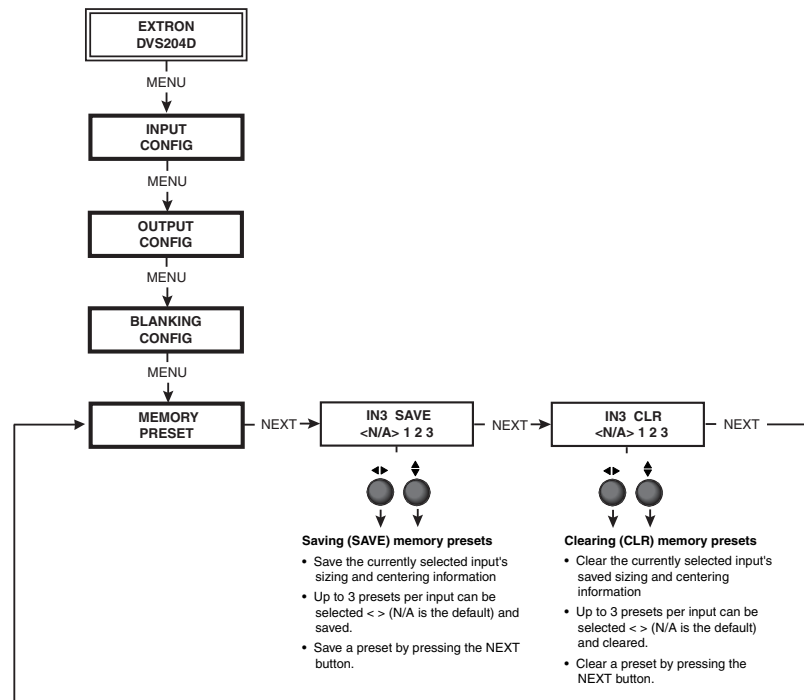 EXTRON
DVS204D
MENU
INPUT
CONFIG
MENU
OUTPUT
CONFIG
MENU
BLANKING
CONFIG
MENU
MEMORY
PRESET
NEXT
IN3 SAVE
<N/A> 1 2 3
NEXT
IN3 CLR
<N/A> 1 2 3
NEXT
Saving (SAVE) memory presets
• Save the currently selected input's
sizing and centering information
• Up to 3 presets per input can be
selected < > (N/A is the default) and
saved.
• Save a preset by pressing the NEXT
button.
Clearing (CLR) memory presets
• Clear the currently selected input's
saved sizing and centering
information
• Up to 3 presets per input can be
selected < > (N/A is the default)
and cleared.
• Clear a preset by pressing the
NEXT button.